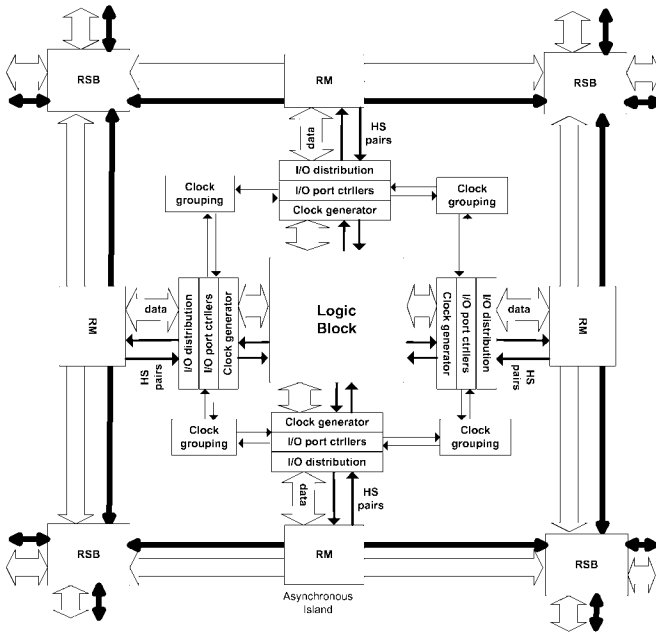 RSB
RM
RSB
data
HS
pairs
I/O distribution
I/O port ctrllers
Clock generator
Clock
grouping
Clock
grouping
RM
data
HS
pairs
I/O distribution
I/O port ctrllers
Clock generator
Logic
Block
Clock generator
I/O port ctrllers
I/O distribution
data
HS
pairs
RM
Clock
grouping
Clock generator
I/O port ctrllers
I/O distribution
Clock
grouping
data
HS
pairs
RSB
RM
RSB
Asynchronous
Island